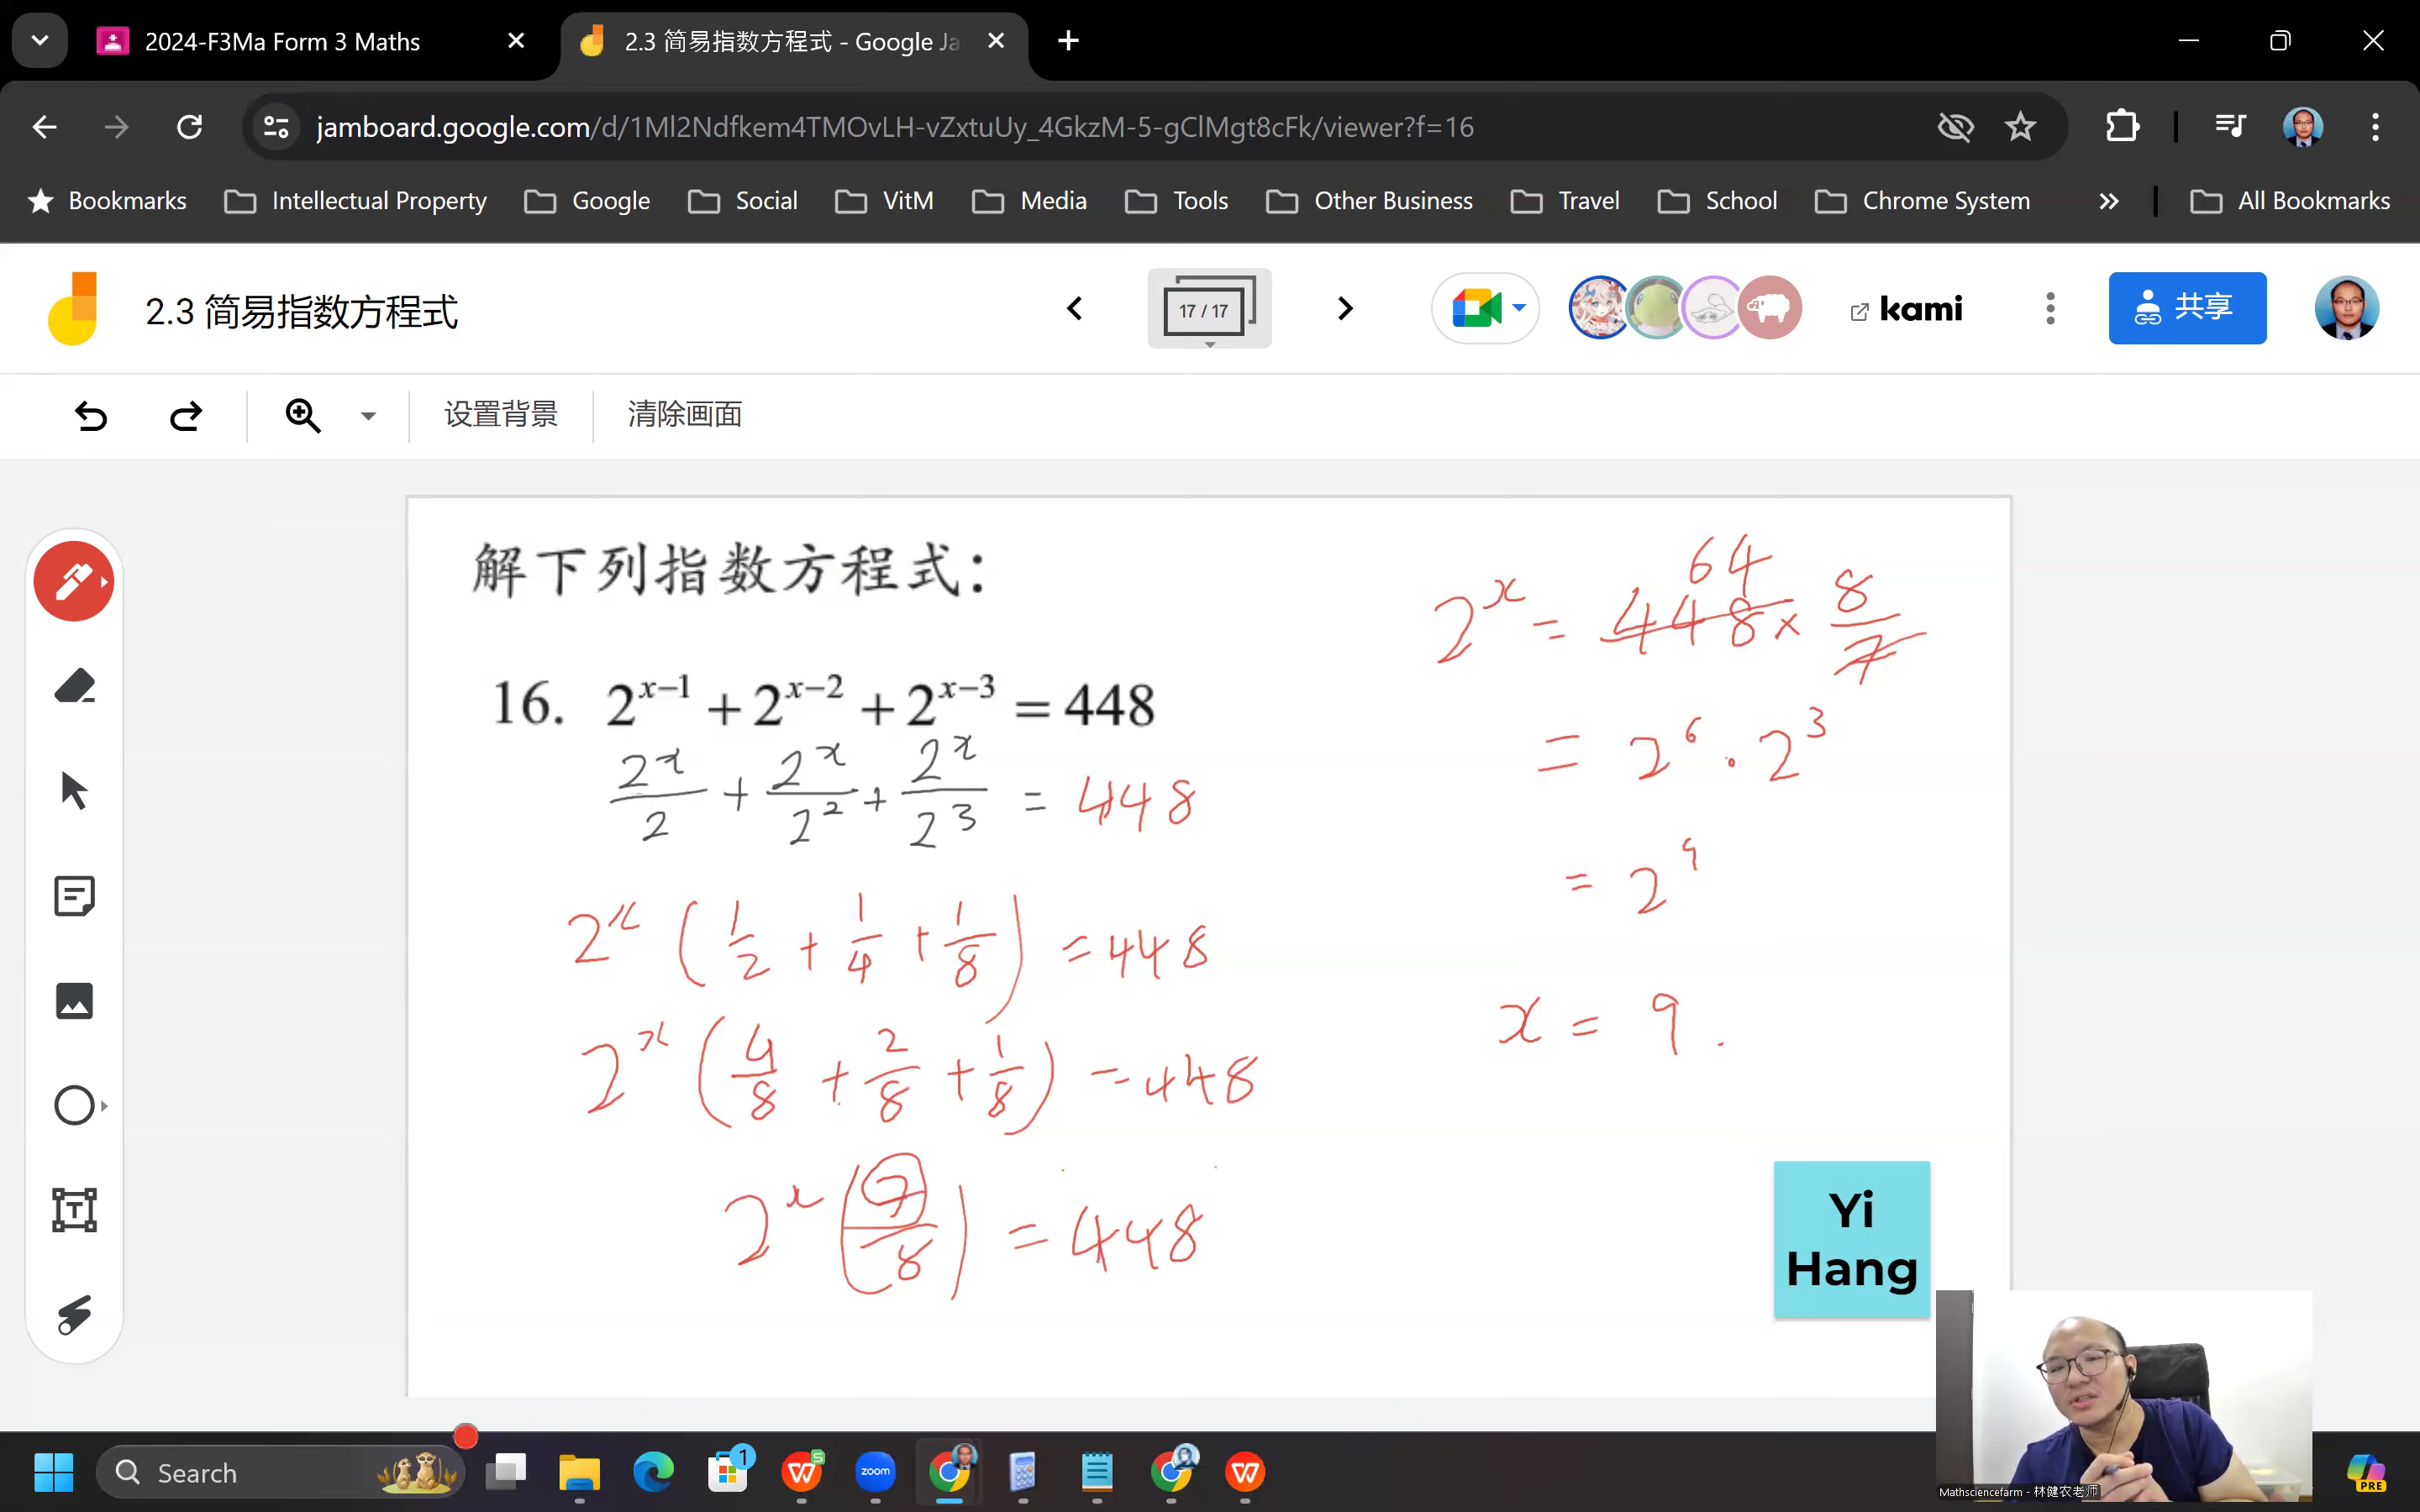 2024-F3Ma Form 3 Maths
2.3 简易指数方程式 - Google Ja
jamboard.google.com/d/1Ml2Ndfkem4TMOvLH-vZxtuUy_4GkzM-5-gClMgt8cFk/viewer?f=16
Bookmarks Intellectual Property Google Social VitM Media Tools Other Business Travel School Chrome System » All Bookmarks
2.3 简易指数方程式
17 / 17
kami
共享
设置背景 清除画面
解下列指数方程式：
16. 2^{x-1} + 2^{x-2} + 2^{x-3} = 448
2^x/2 + 2^x/2^2 + 2^x/2^3 = 448
2^x (1/2 + 1/4 + 1/8) = 448
2^x (4/8 + 2/8 + 1/8) = 448
2^x (7/8) = 448
64
2^x = 448 × 8/7
= 2^6 · 2^3
= 2^9
x = 9.
Yi
Hang
Mathsciencefarm - 林健农老师
Search
1
S
zoom
PRE